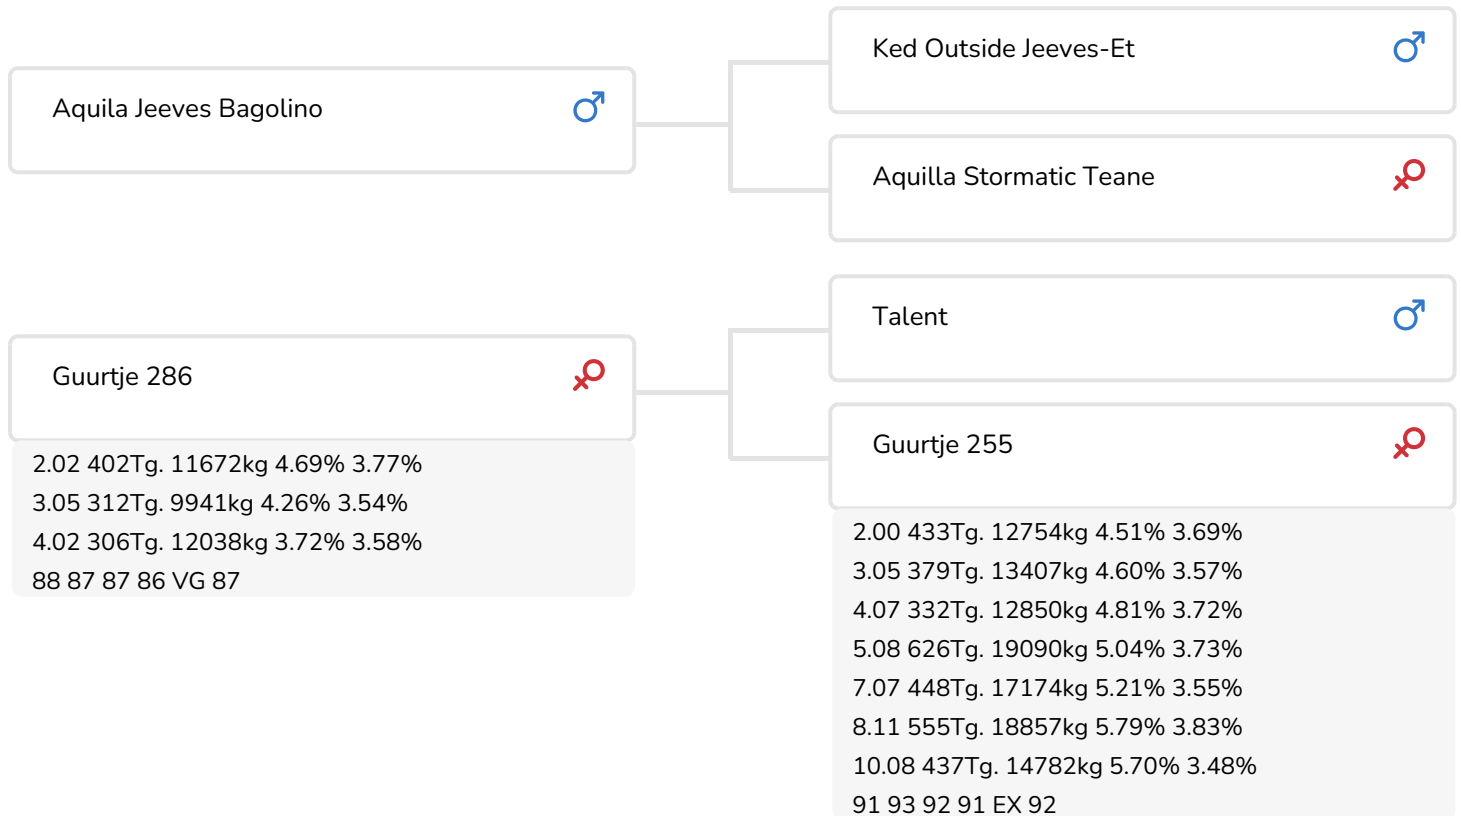 Aquila Jeeves Bagolino
Ked Outside Jeeves-Et
Aquilla Stormatic Teane
Guurtje 286
2.02 402Tg. 11672kg 4.69% 3.77%
3.05 312Tg. 9941kg 4.26% 3.54%
4.02 306Tg. 12038kg 3.72% 3.58%
88 87 87 86 VG 87
Talent
Guurtje 255
2.00 433Tg. 12754kg 4.51% 3.69%
3.05 379Tg. 13407kg 4.60% 3.57%
4.07 332Tg. 12850kg 4.81% 3.72%
5.08 626Tg. 19090kg 5.04% 3.73%
7.07 448Tg. 17174kg 5.21% 3.55%
8.11 555Tg. 18857kg 5.79% 3.83%
10.08 437Tg. 14782kg 5.70% 3.48%
91 93 92 91 EX 92